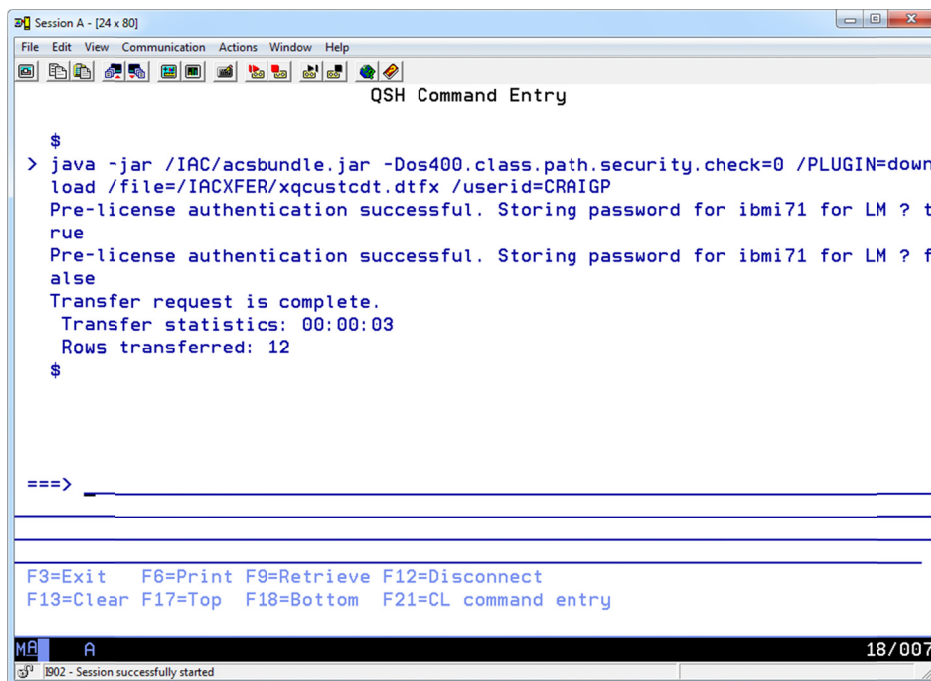 Session A - [24 x 80]
File Edit View Communication Actions Window Help
QSH Command Entry
$
> java -jar /IAC/acsbundle.jar -Dos400.class.path.security.check=0 /PLUGIN=down
load /file=/IACXFER/xqcustcdt.dtfx /userid=CRAIGP
Pre-license authentication successful. Storing password for ibmi71 for LM ? t
rue
Pre-license authentication successful. Storing password for ibmi71 for LM ? f
alse
Transfer request is complete.
Transfer statistics: 00:00:03
Rows transferred: 12
$
===>
F3=Exit F6=Print F9=Retrieve F12=Disconnect
F13=Clear F17=Top F18=Bottom F21=CL command entry
MA A 18/007
I902 - Session successfully started